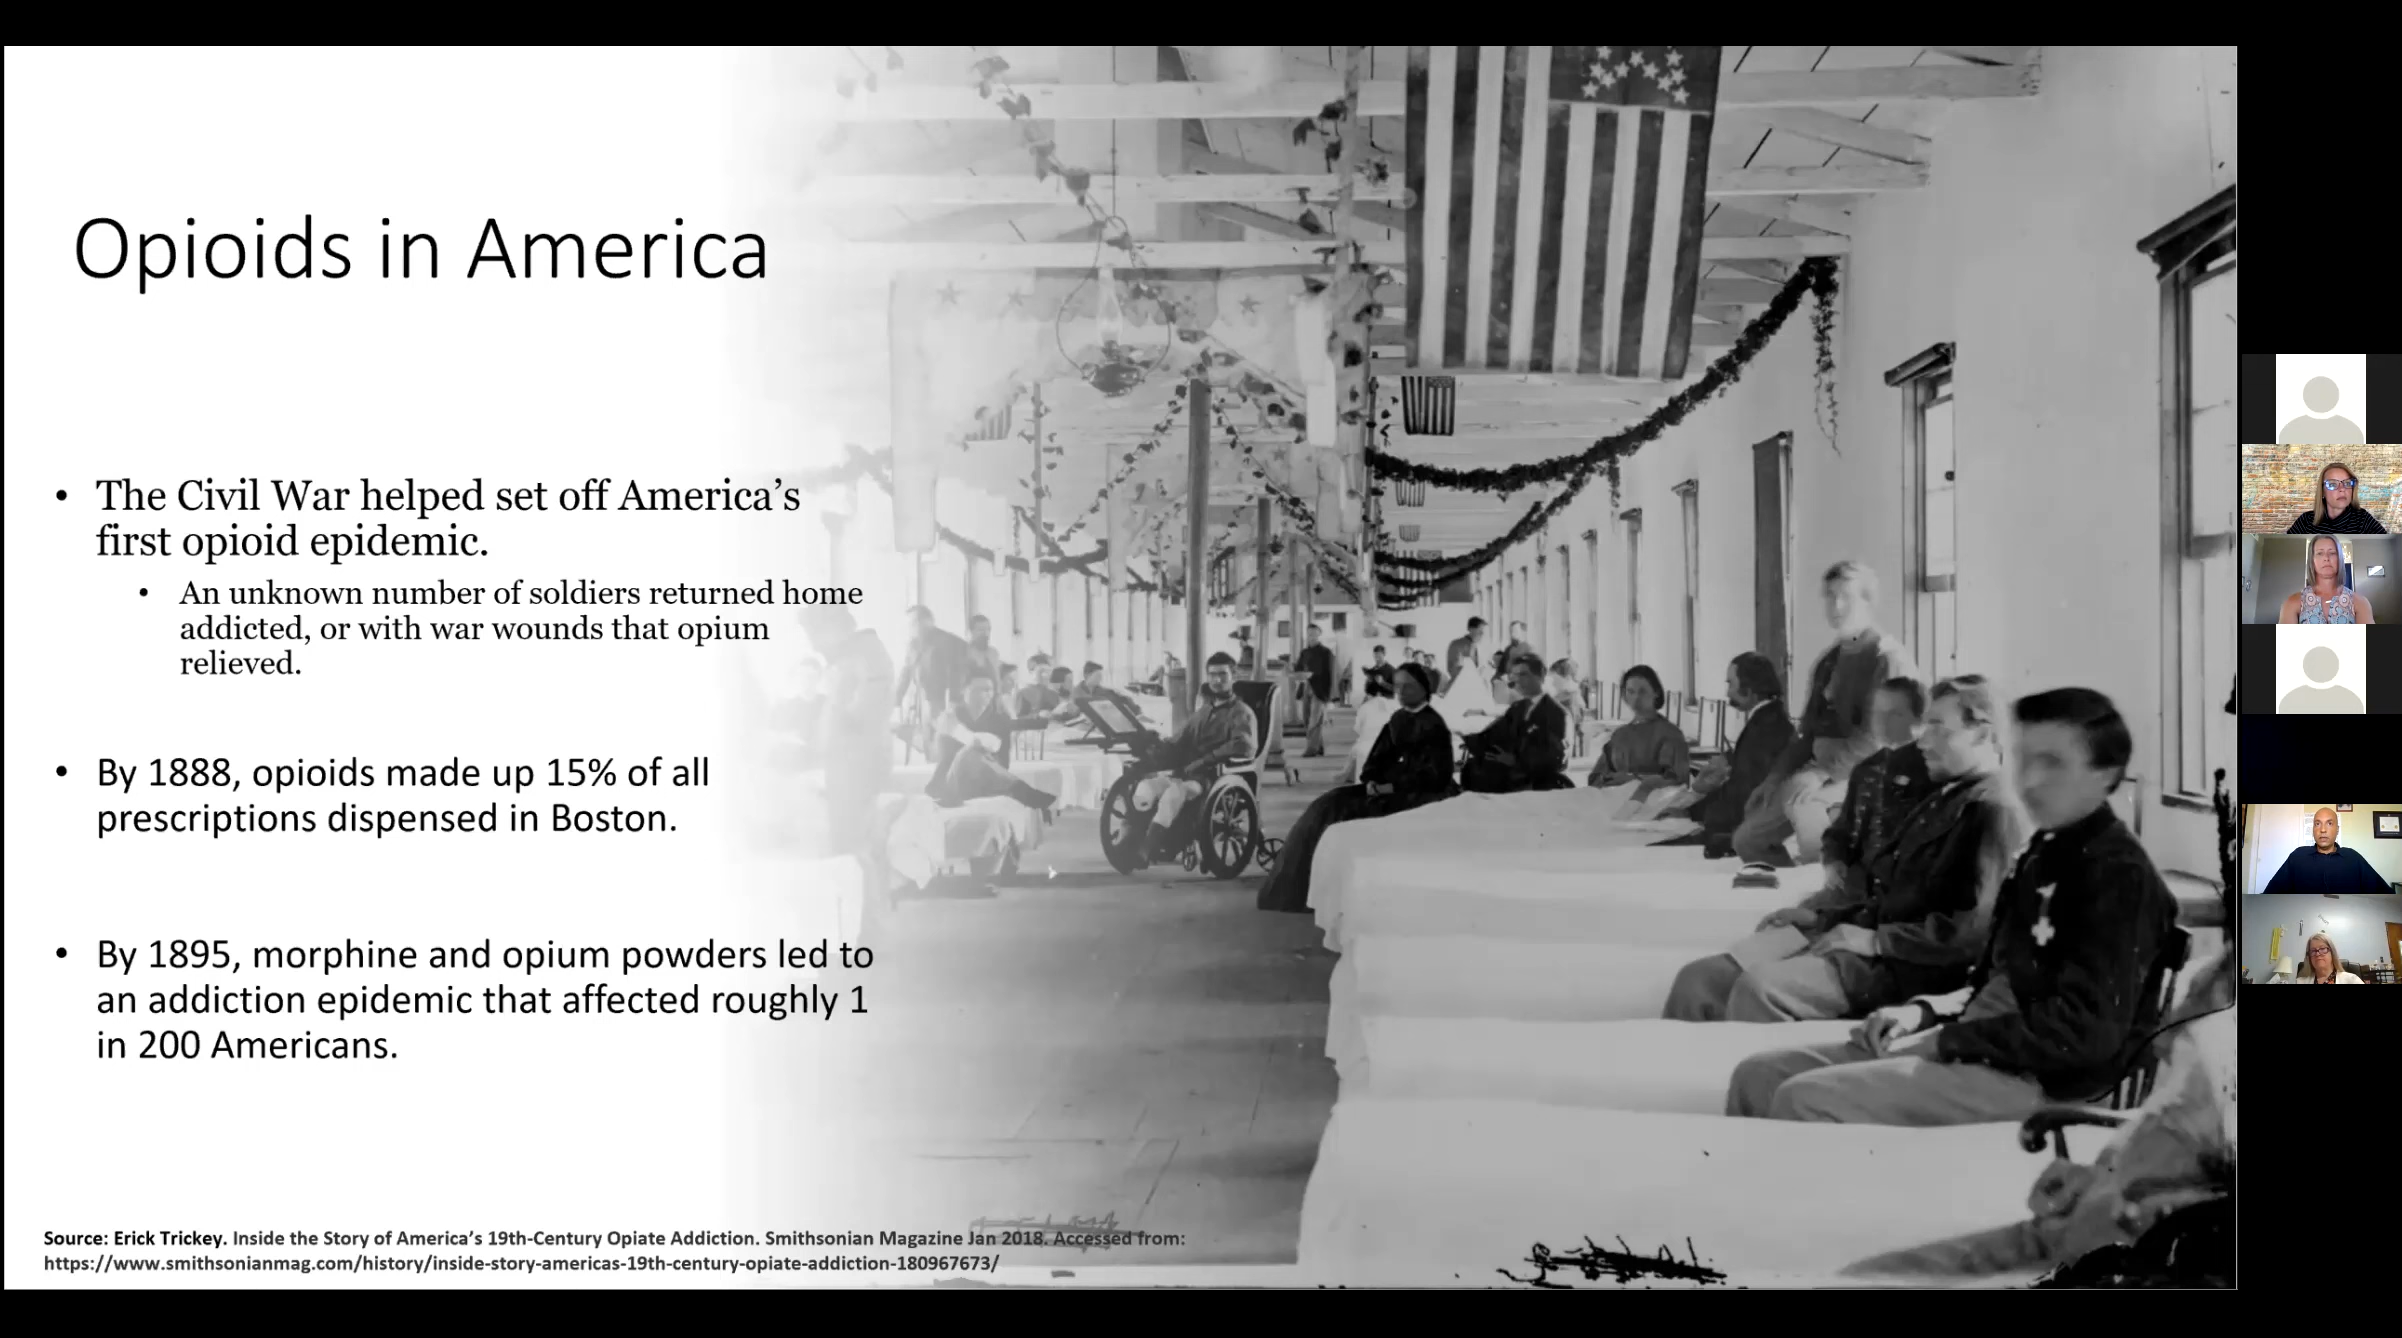 Opioids in America
• The Civil War helped set off America's
first opioid epidemic.
• An unknown number of soldiers returned home
addicted, or with war wounds that opium
relieved.
• By 1888, opioids made up 15% of all
prescriptions dispensed in Boston.
• By 1895, morphine and opium powders led to
an addiction epidemic that affected roughly 1
in 200 Americans.
Source: Erick Trickey. Inside the Story of America's 19th-Century Opiate Addiction. Smithsonian Magazine Jan 2018. Accessed from:
https://www.smithsonianmag.com/history/inside-story-americas-19th-century-opiate-addiction-180967673/